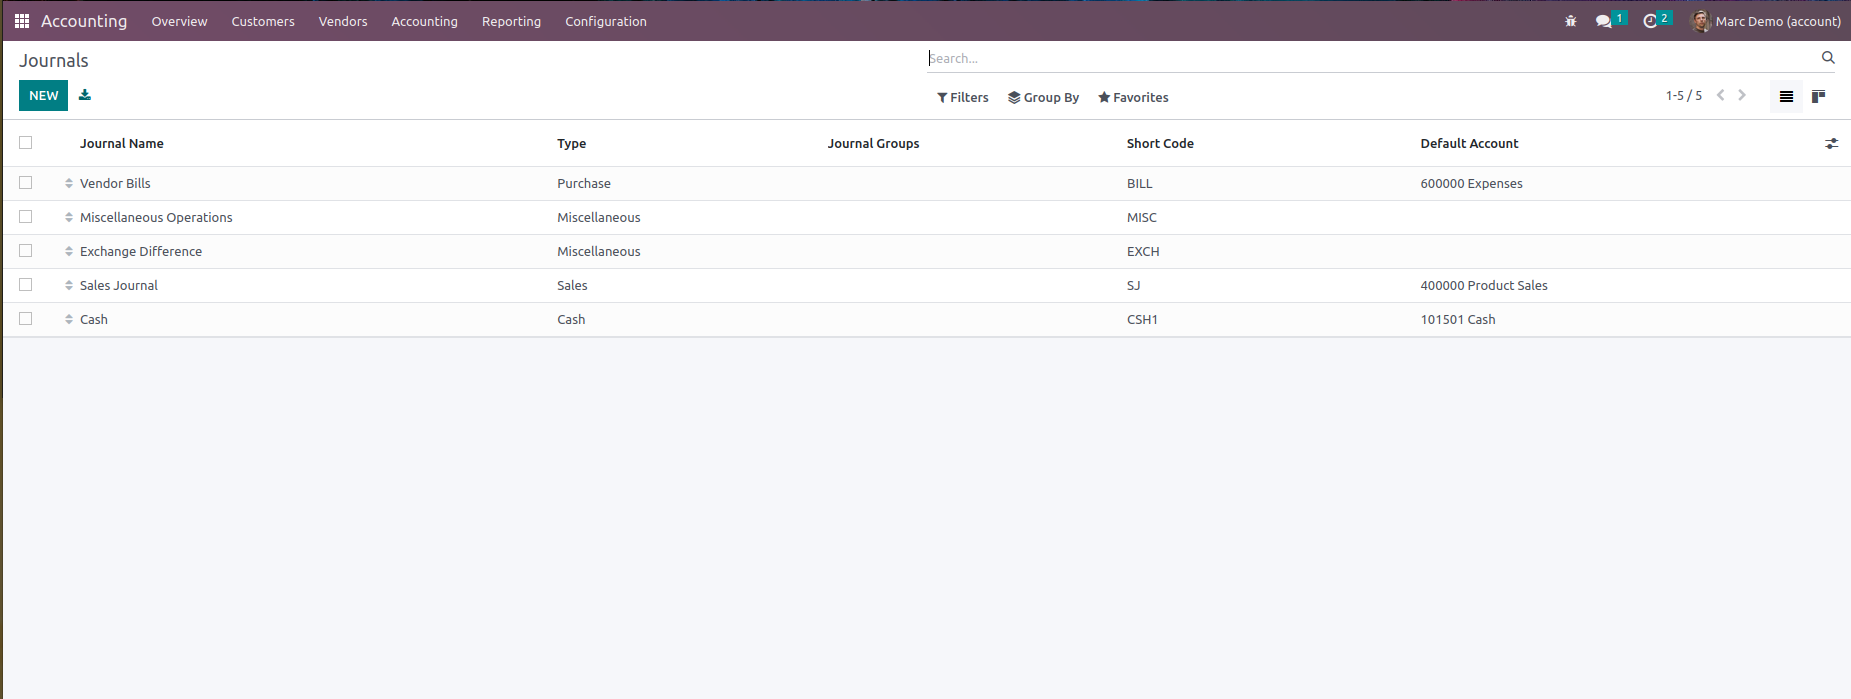 Accounting Overview Customers Vendors Accounting Reporting Configuration 1 2 Marc Demo (account)
Journals Search...
NEW Filters Group By Favorites 1-5 / 5
Journal Name Type Journal Groups Short Code Default Account
Vendor Bills Purchase BILL 600000 Expenses
Miscellaneous Operations Miscellaneous MISC
Exchange Difference Miscellaneous EXCH
Sales Journal Sales SJ 400000 Product Sales
Cash Cash CSH1 101501 Cash